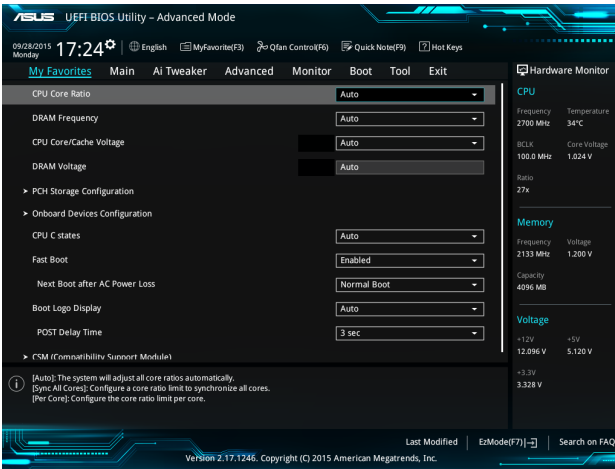 ASUS UEFI BIOS Utility – Advanced Mode
09/28/2015 Monday 17:24 English MyFavorite(F3) Qfan Control(F6) Quick Note(F9) ? Hot Keys
My Favorites Main Ai Tweaker Advanced Monitor Boot Tool Exit
CPU Core Ratio Auto
DRAM Frequency Auto
CPU Core/Cache Voltage Auto
DRAM Voltage Auto
> PCH Storage Configuration
> Onboard Devices Configuration
CPU C states Auto
Fast Boot Enabled
Next Boot after AC Power Loss Normal Boot
Boot Logo Display Auto
POST Delay Time 3 sec
> CSM (Compatibility Support Module)
[Auto]: The system will adjust all core ratios automatically.
[Sync All Cores]: Configure a core ratio limit to synchronize all cores.
[Per Core]: Configure the core ratio limit per core.
Hardware Monitor
CPU
Frequency Temperature
2700 MHz 34°C
BCLK Core Voltage
100.0 MHz 1.024 V
Ratio
27x
Memory
Frequency Voltage
2133 MHz 1.200 V
Capacity
4096 MB
Voltage
+12V +5V
12.096 V 5.120 V
+3.3V
3.328 V
Last Modified EzMode(F7) Search on FAQ
Version 2.17.1246. Copyright (C) 2015 American Megatrends, Inc.